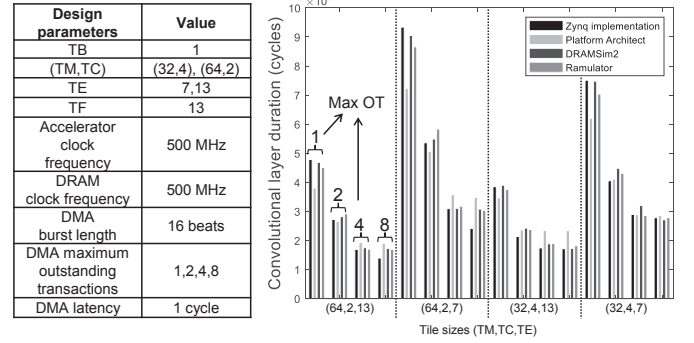 Design
parameters
Value
TB
1
(TM,TC)
(32,4), (64,2)
TE
7,13
TF
13
Accelerator
clock
frequency
500 MHz
DRAM
clock frequency
500 MHz
DMA
burst length
16 beats
DMA maximum
outstanding
transactions
1,2,4,8
DMA latency
1 cycle
Convolutional layer duration (cycles)
10
9
8
7
6
5
4
3
2
1
0
Zynq implementation
Platform Architect
DRAMSim2
Ramulator
Max OT
1
2
4
8
(64,2,13)
(64,2,7)
(32,4,13)
(32,4,7)
Tile sizes (TM,TC,TE)